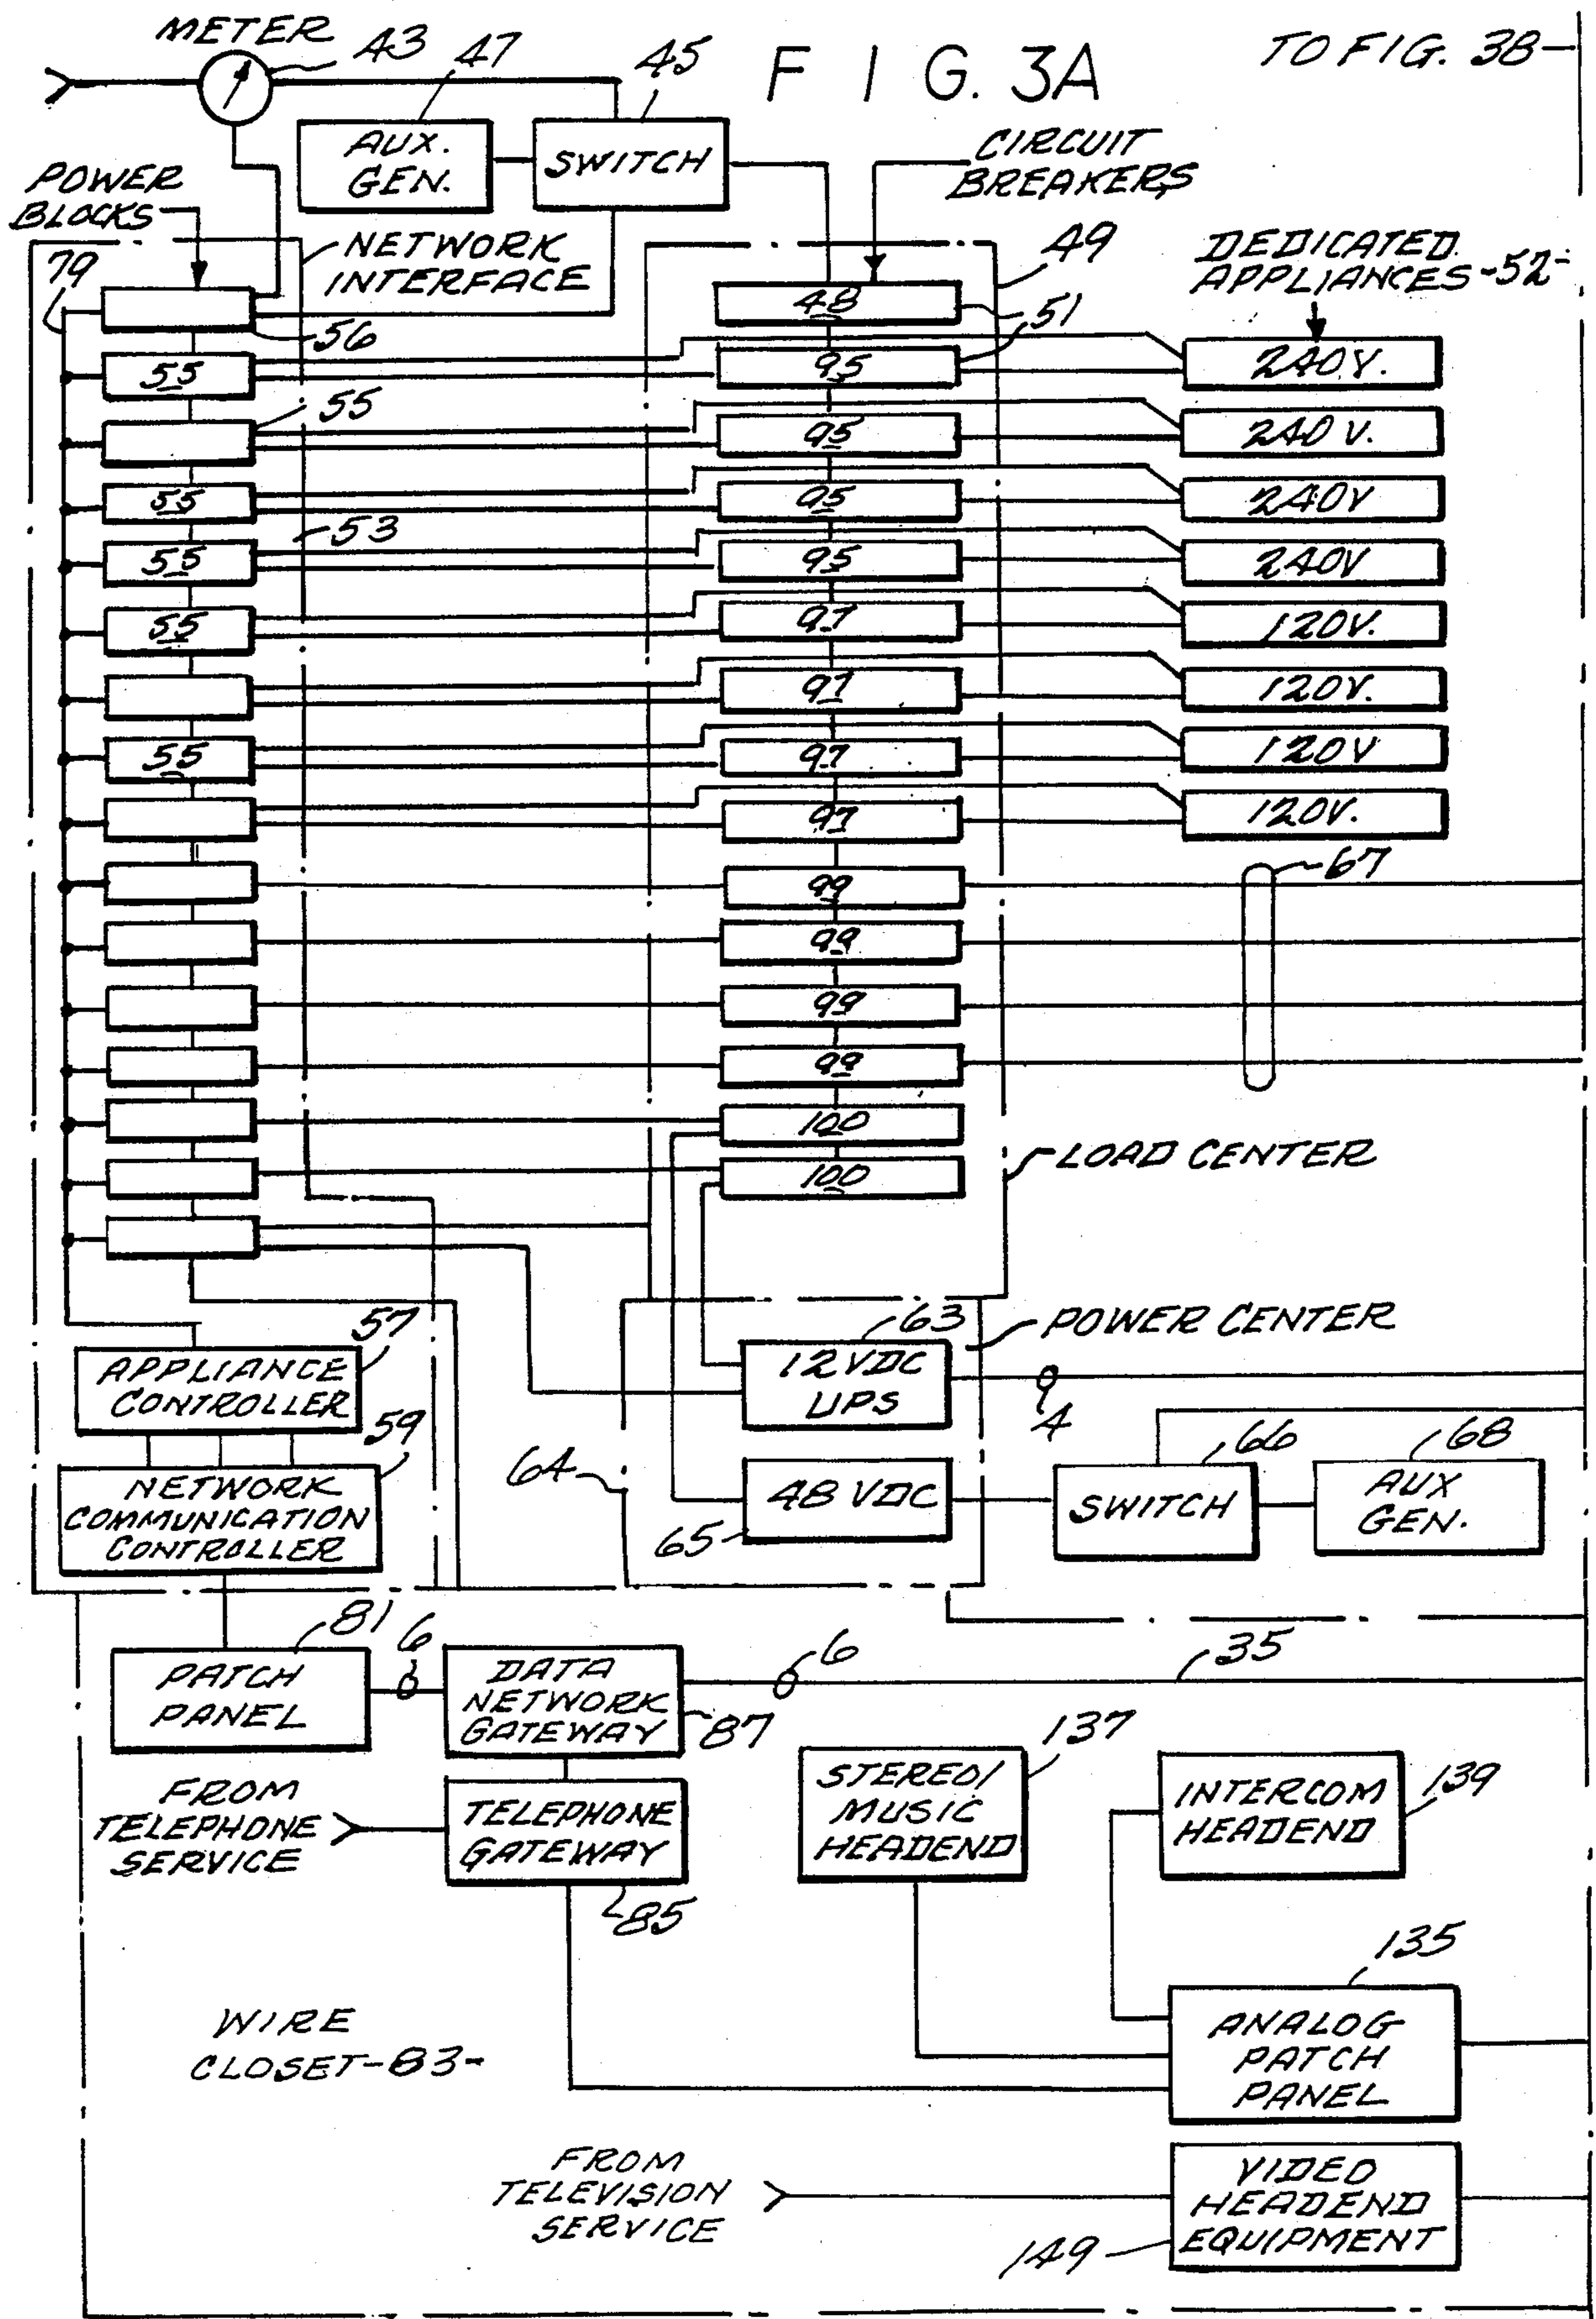 METER
43
47
45
F I G. 3A
TO FIG. 3B
AUX.
GEN.
SWITCH
CIRCUIT
BREAKERS
POWER
BLOCKS
NETWORK
INTERFACE
79
49
DEDICATED
APPLIANCES-52-
48
51
56
55
95
240V.
55
95
240V.
55
95
240V
53
55
95
240V
55
97
120V.
97
120V.
55
97
120V
97
120V.
67
99
99
99
99
100
LOAD CENTER
100
57
63
POWER CENTER
APPLIANCE
CONTROLLER
12VDC
UPS
4
59
64
66
68
NETWORK
COMMUNICATION
CONTROLLER
48 VDC
65
SWITCH
AUX
GEN.
81
6
6
35
PATCH
PANEL
DATA
NETWORK
GATEWAY
87
137
FROM
TELEPHONE
SERVICE
TELEPHONE
GATEWAY
85
STEREO/
MUSIC
HEADEND
INTERCOM
HEADEND
139
135
WIRE
CLOSET-83-
ANALOG
PATCH
PANEL
FROM
TELEVISION
SERVICE
VIDEO
HEADEND
EQUIPMENT
149